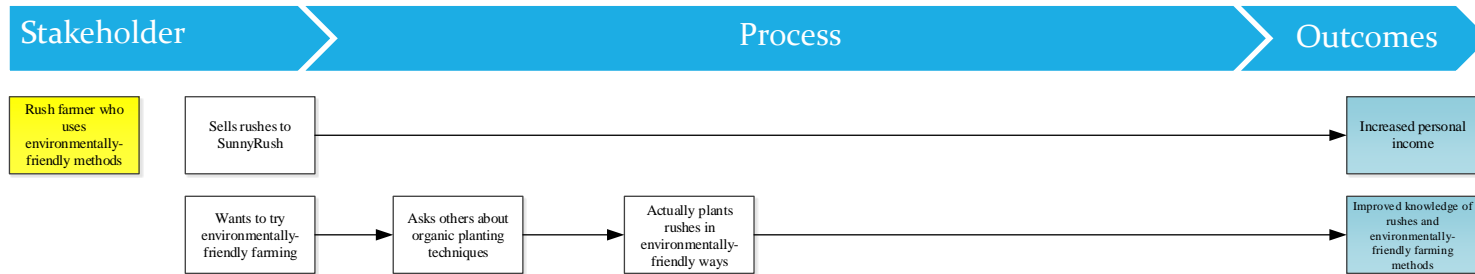 Stakeholder
Process
Outcomes
Rush farmer who
uses
environmentally-
friendly methods
Sells rushes to
SunnyRush
Increased personal
income
Wants to try
environmentally-
friendly farming
Asks others about
organic planting
techniques
Actually plants
rushes in
environmentally-
friendly ways
Improved knowledge of
rushes and
environmentally-
friendly farming
methods